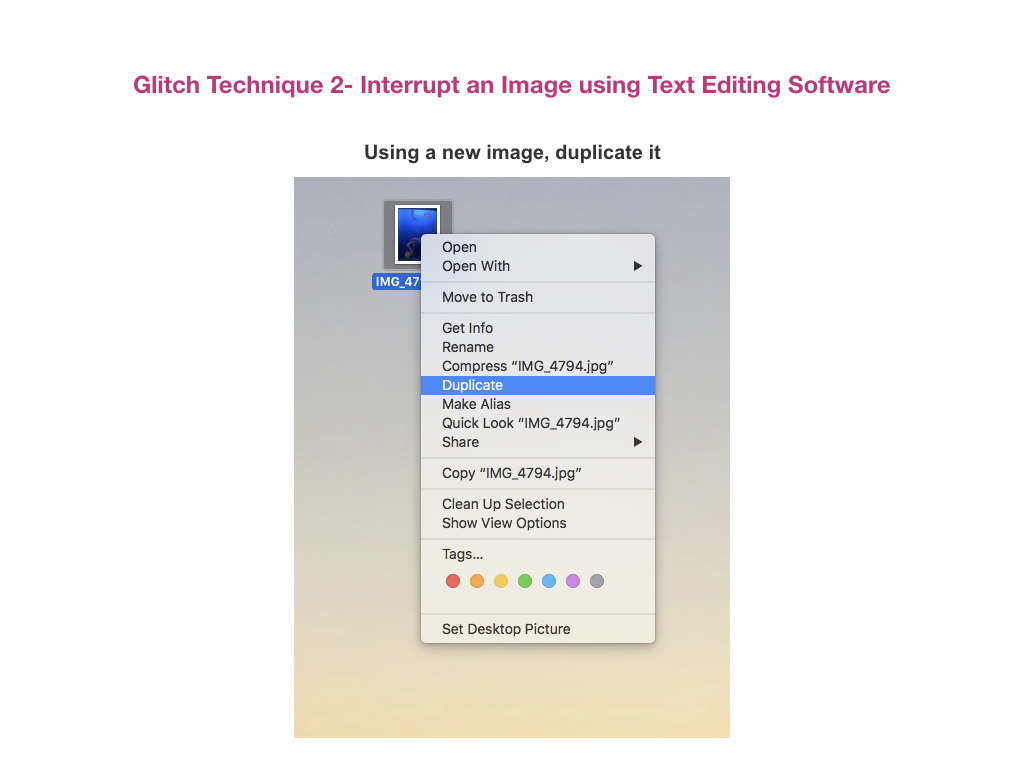 Glitch Technique 2- Interrupt an Image using Text Editing Software
Using a new image, duplicate it
IMG_47
Open
Open With
Move to Trash
Get Info
Rename
Compress “IMG_4794.jpg”
Duplicate
Make Alias
Quick Look “IMG_4794.jpg”
Share
Copy “IMG_4794.jpg”
Clean Up Selection
Show View Options
Tags...
Set Desktop Picture